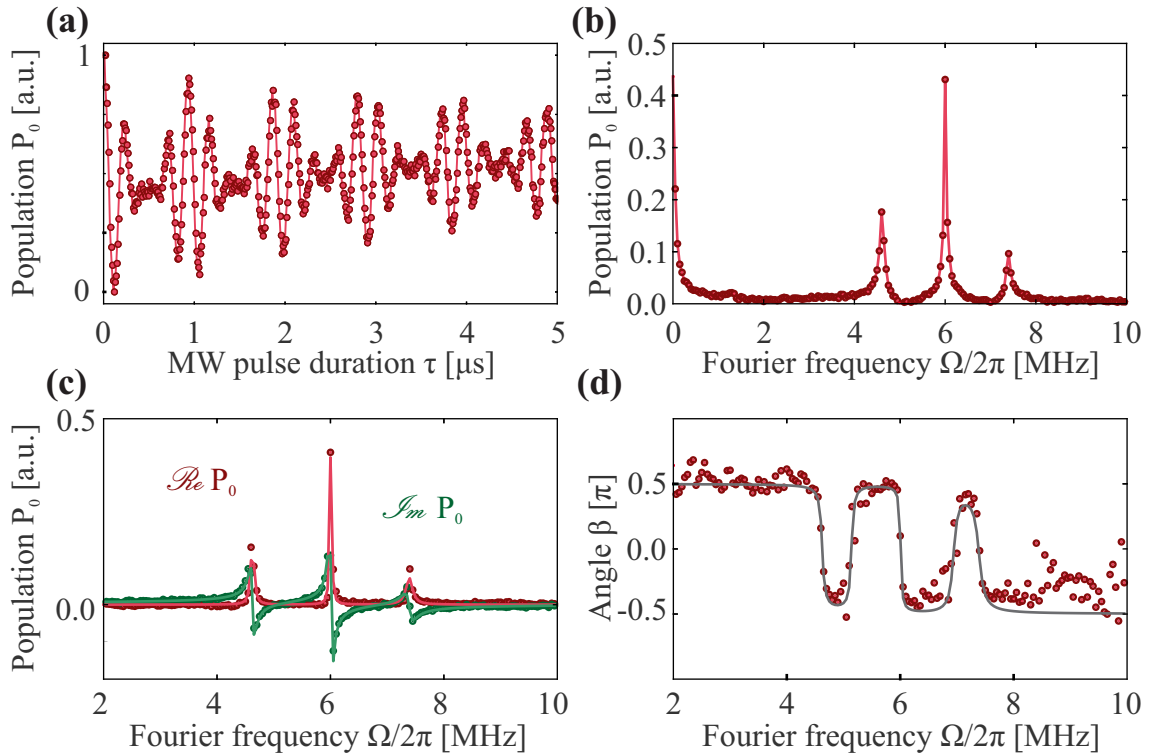 (a)
Population P₀ [a.u.]
1
0
0 1 2 3 4 5
MW pulse duration τ [μs]
(b)
Population P₀ [a.u.]
0.5
0.4
0.3
0.2
0.1
0.0
0 2 4 6 8 10
Fourier frequency Ω/2π [MHz]
(c)
Population P₀ [a.u.]
0.5
0.0
ℛe P₀
ℐm P₀
2 4 6 8 10
Fourier frequency Ω/2π [MHz]
(d)
Angle β [π]
0.5
0.0
-0.5
2 4 6 8 10
Fourier frequency Ω/2π [MHz]